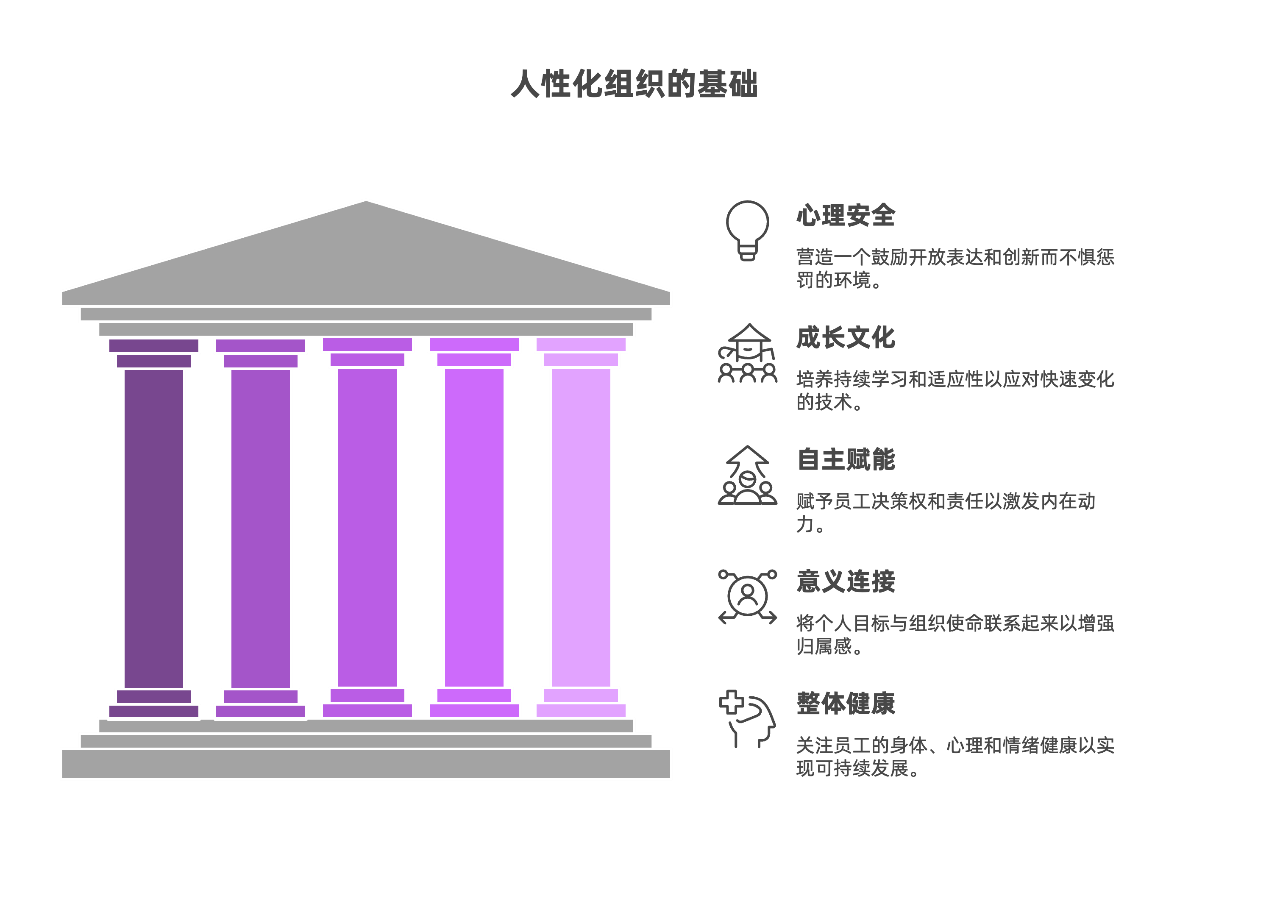 人性化组织的基础
心理安全
营造一个鼓励开放表达和创新而不惧惩
罚的环境。
成长文化
培养持续学习和适应性以应对快速变化
的技术。
自主赋能
赋予员工决策权和责任以激发内在动
力。
意义连接
将个人目标与组织使命联系起来以增强
归属感。
整体健康
关注员工的身体、心理和情绪健康以实
现可持续发展。